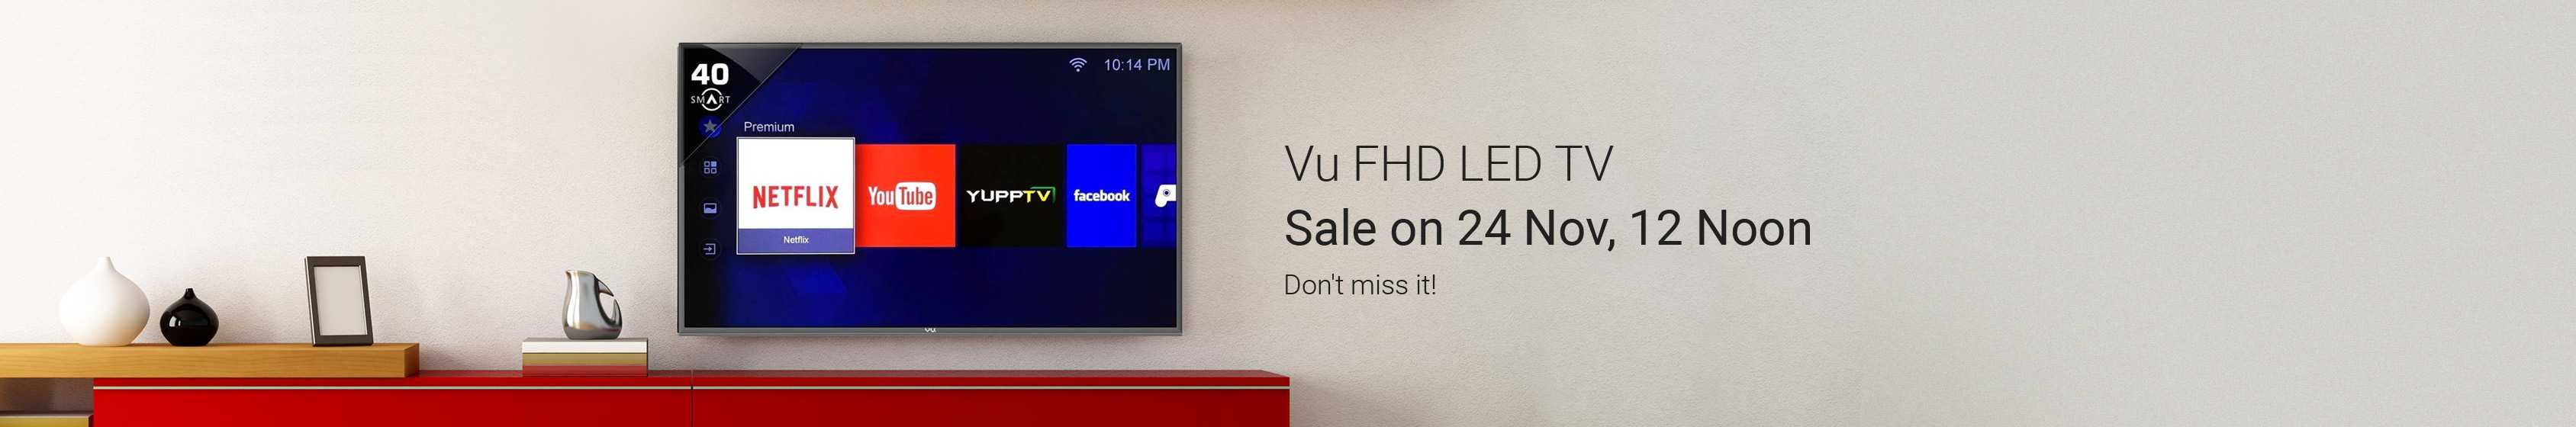 40
SMART
10:14 PM
Premium
NETFLIX
Netflix
YouTube
YUPPTV
facebook
Vu
Vu FHD LED TV
Sale on 24 Nov, 12 Noon
Don't miss it!